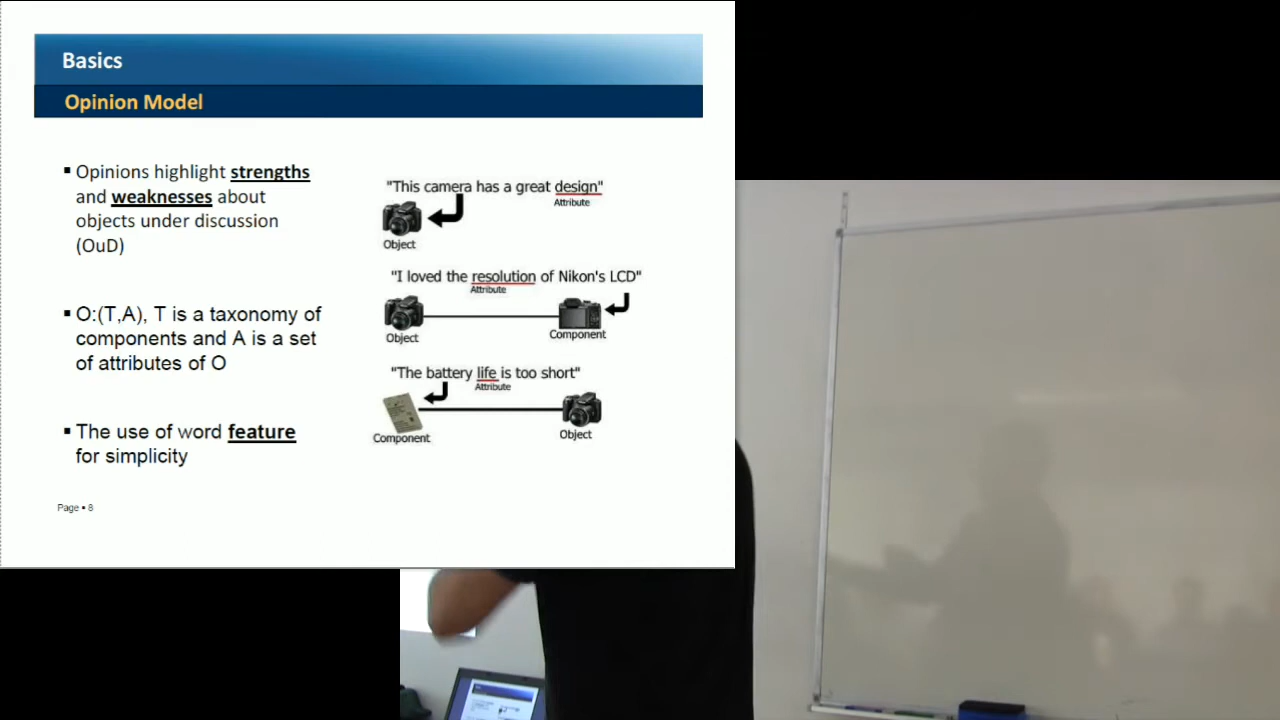 Basics
Opinion Model
▪ Opinions highlight strengths
and weaknesses about
objects under discussion
(OuD)
▪ O:(T,A), T is a taxonomy of
components and A is a set
of attributes of O
▪ The use of word feature
for simplicity
"This camera has a great design"
Attribute
Object
"I loved the resolution of Nikon's LCD"
Attribute
Object
Component
"The battery life is too short"
Attribute
Component
Object
Page ▪ 8